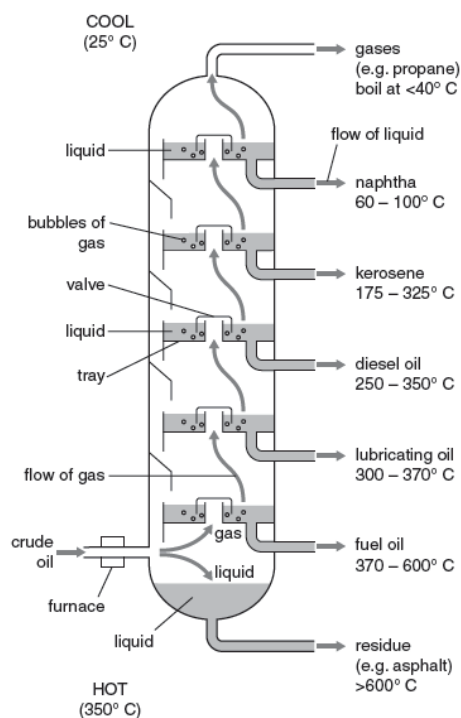 COOL
(25° C)
gases
(e.g. propane)
boil at <40° C
flow of liquid
liquid
naphtha
60 – 100° C
bubbles of
gas
kerosene
175 – 325° C
valve
liquid
tray
diesel oil
250 – 350° C
lubricating oil
300 – 370° C
flow of gas
gas
crude
oil
liquid
fuel oil
370 – 600° C
furnace
liquid
residue
(e.g. asphalt)
>600° C
HOT
(350° C)